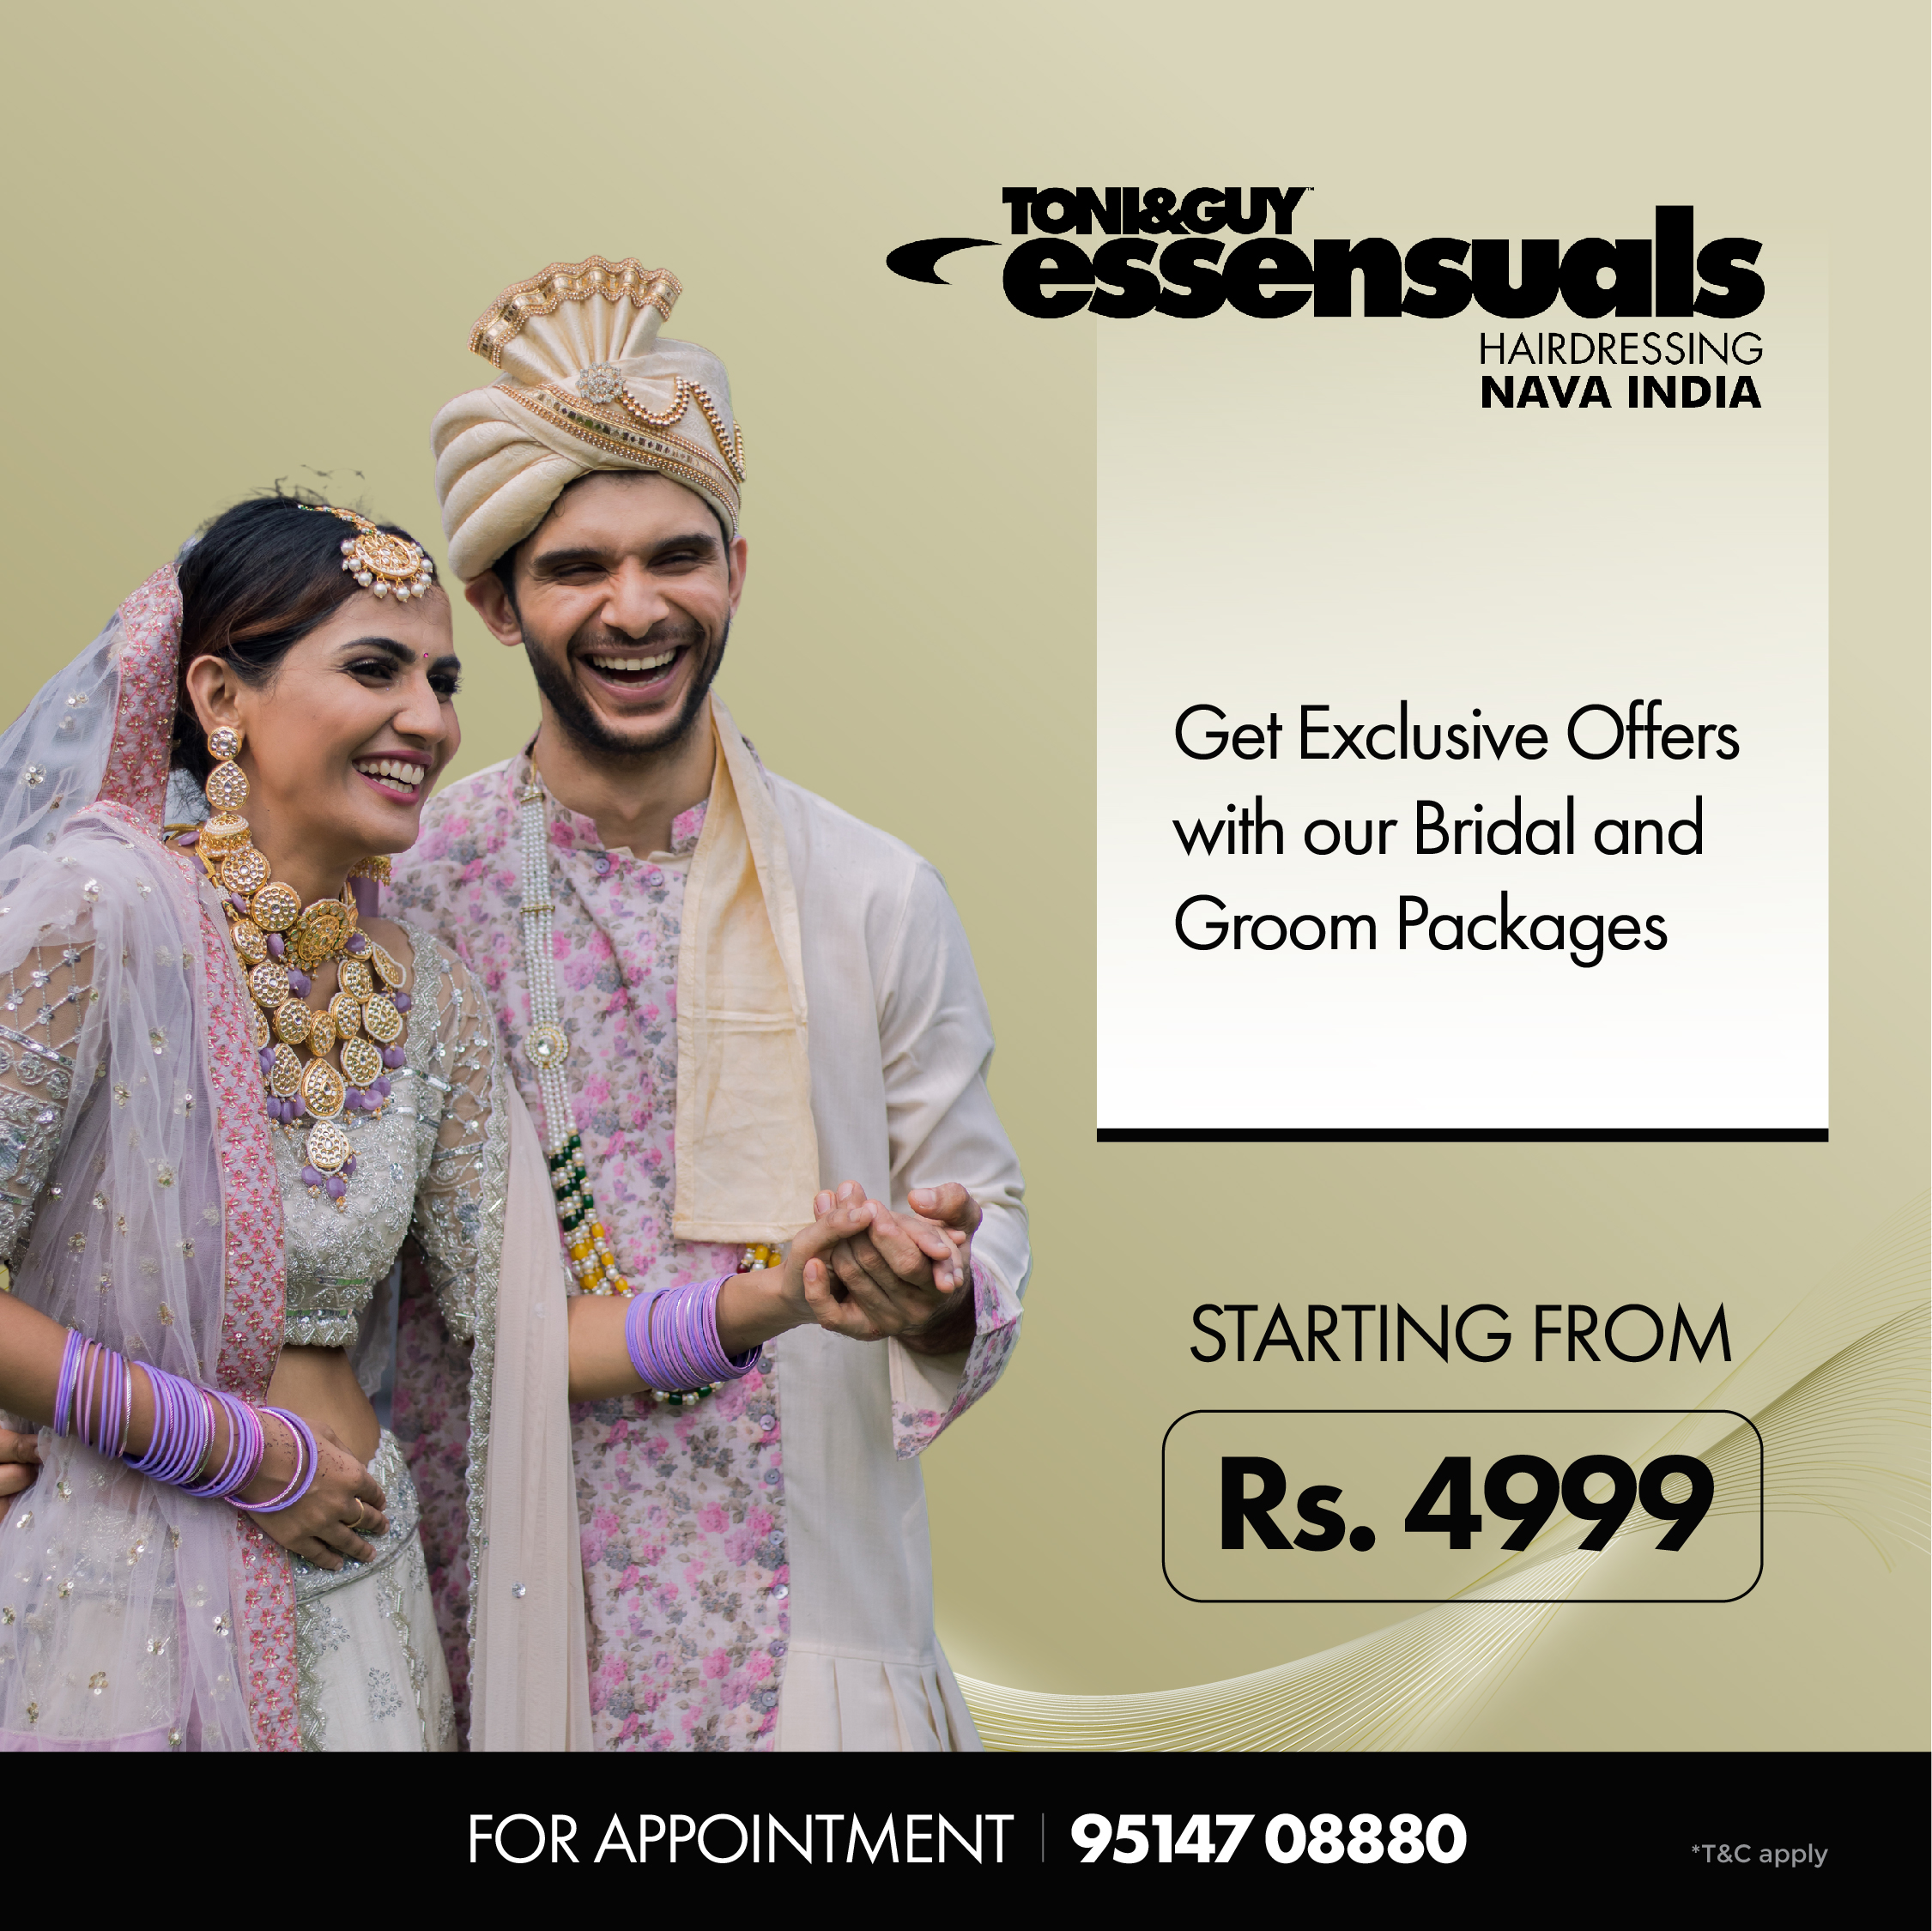 TONI&GUY™
essensuals
HAIRDRESSING
NAVA INDIA
Get Exclusive Offers
with our Bridal and
Groom Packages
STARTING FROM
Rs. 4999
FOR APPOINTMENT | 95147 08880
*T&C apply